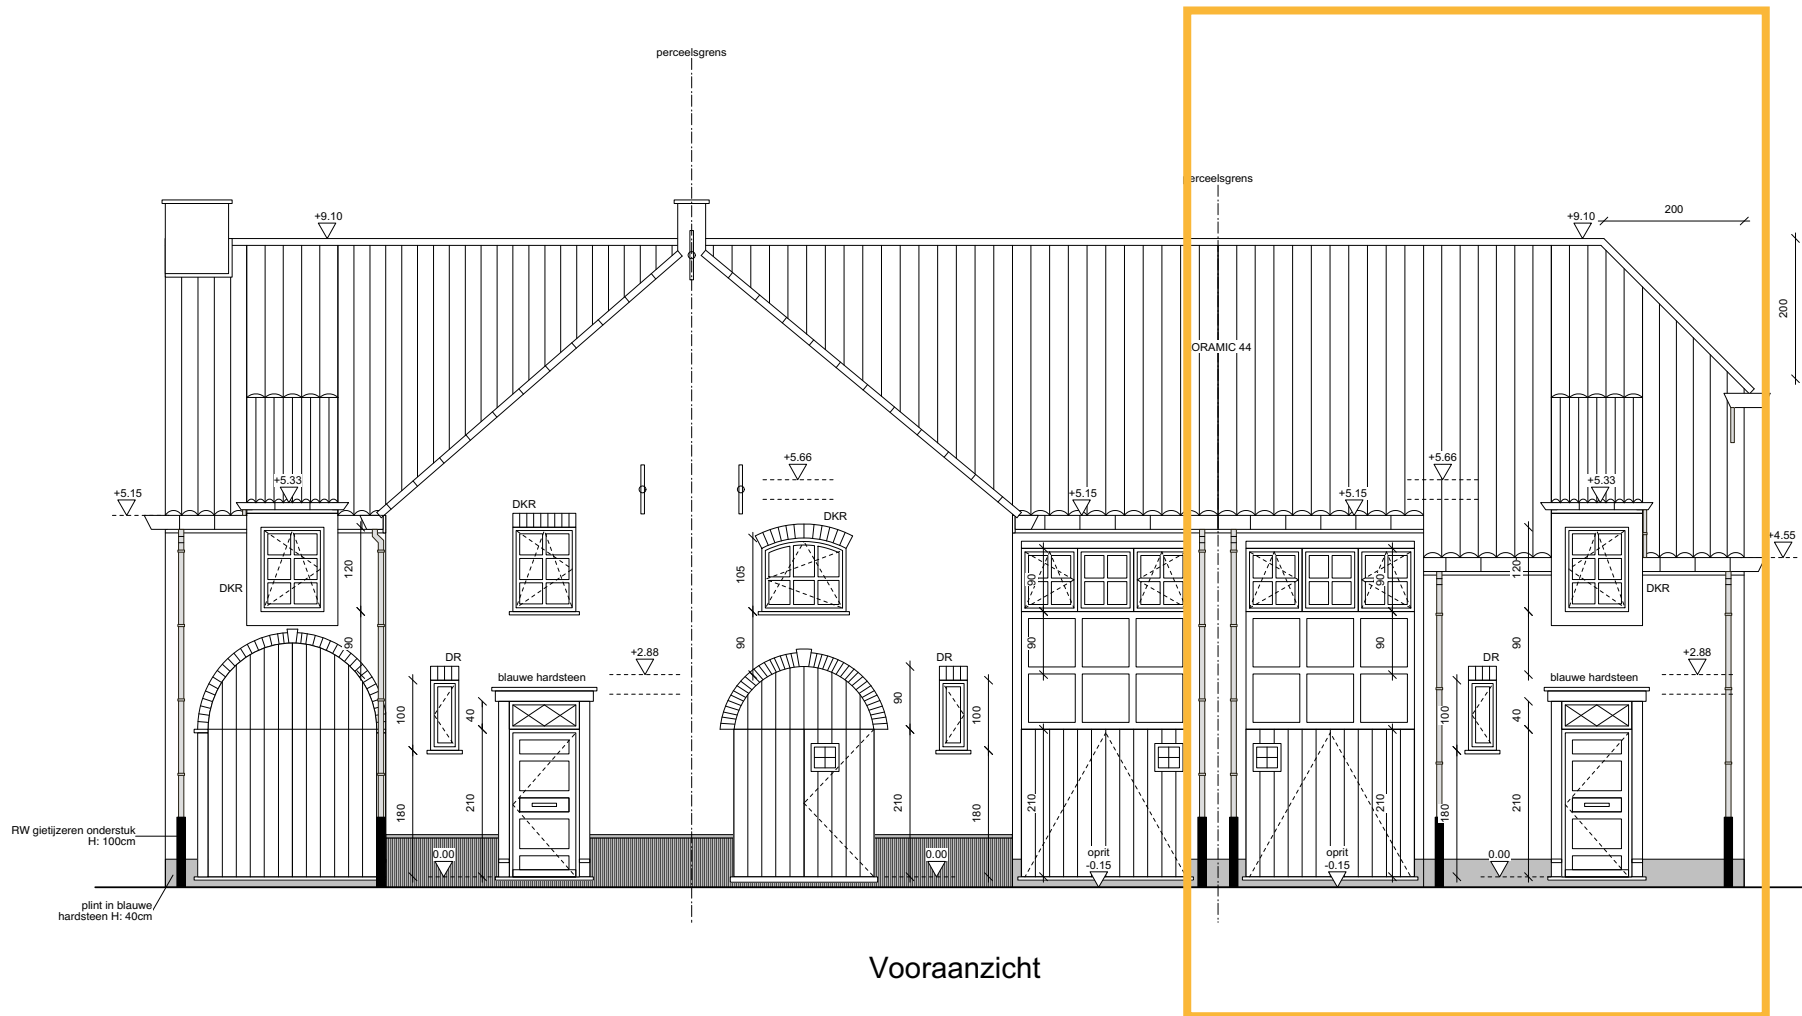 perceelsgrens
perceelsgrens
+9.10
+9.10
200
200
ORAMIC 44
+5.15
+5.33
+5.66
+5.15
+5.15
+5.66
+5.33
+4.55
DKR
DKR
DKR
DKR
120
105
90
90
120
90
90
90
90
90
90
DR
DR
DR
+2.88
+2.88
blauwe hardsteen
blauwe hardsteen
100
40
90
100
100
40
180
210
210
180
210
210
180
210
RW gietijzeren onderstuk
H: 100cm
0.00
0.00
oprit
-0.15
oprit
-0.15
0.00
plint in blauwe
hardsteen H: 40cm
Vooraanzicht